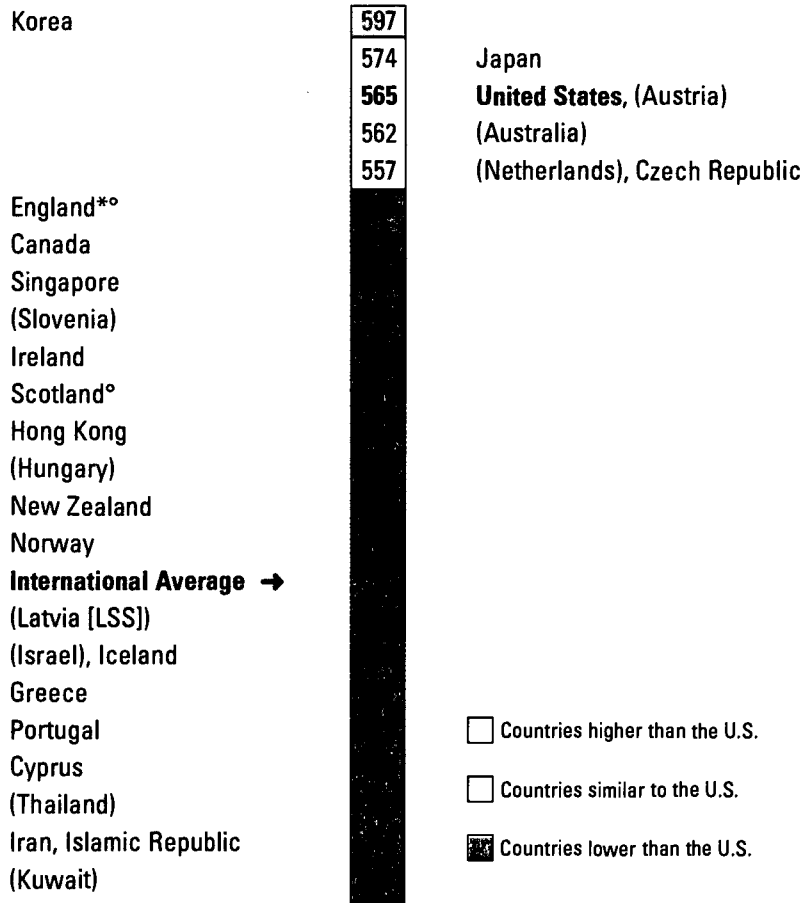 Korea 597
574 Japan
565 United States, (Austria)
562 (Australia)
557 (Netherlands), Czech Republic
England*°
Canada
Singapore
(Slovenia)
Ireland
Scotland°
Hong Kong
(Hungary)
New Zealand
Norway
International Average →
(Latvia [LSS])
(Israel), Iceland
Greece
Portugal
Cyprus
(Thailand)
Iran, Islamic Republic
(Kuwait)
Countries higher than the U.S.
Countries similar to the U.S.
Countries lower than the U.S.